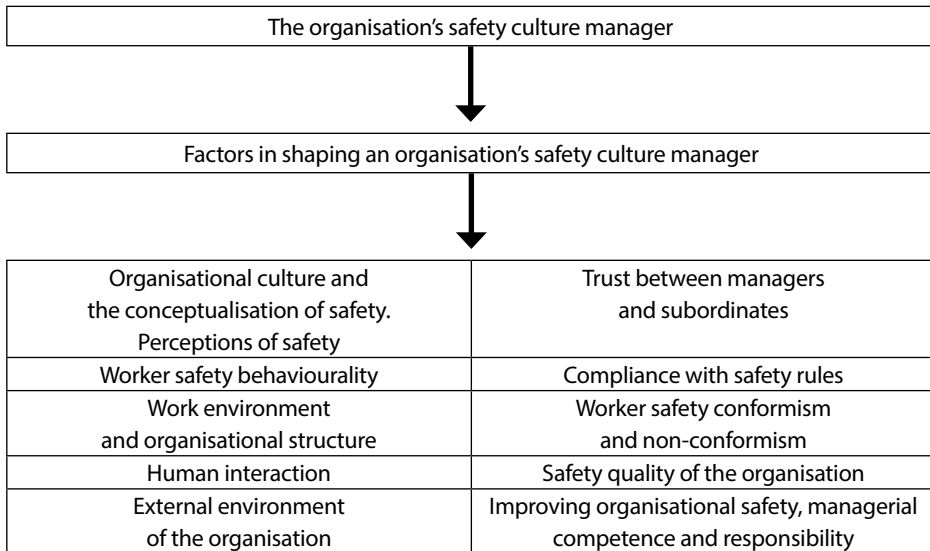 The organisation’s safety culture manager
Factors in shaping an organisation’s safety culture manager
Organisational culture and
the conceptualisation of safety.
Perceptions of safety
Trust between managers
and subordinates
Worker safety behaviourality
Compliance with safety rules
Work environment
and organisational structure
Worker safety conformism
and non-conformism
Human interaction
Safety quality of the organisation
External environment
of the organisation
Improving organisational safety, managerial
competence and responsibility